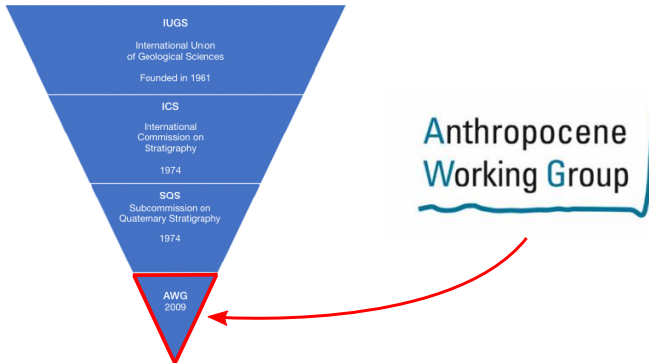 IUGS
International Union
of Geological Sciences
Founded in 1961
ICS
International
Commission on
Stratigraphy
1974
SQS
Subcommission on
Quaternary Stratigraphy
1974
AWG
2009
Anthropocene
Working Group